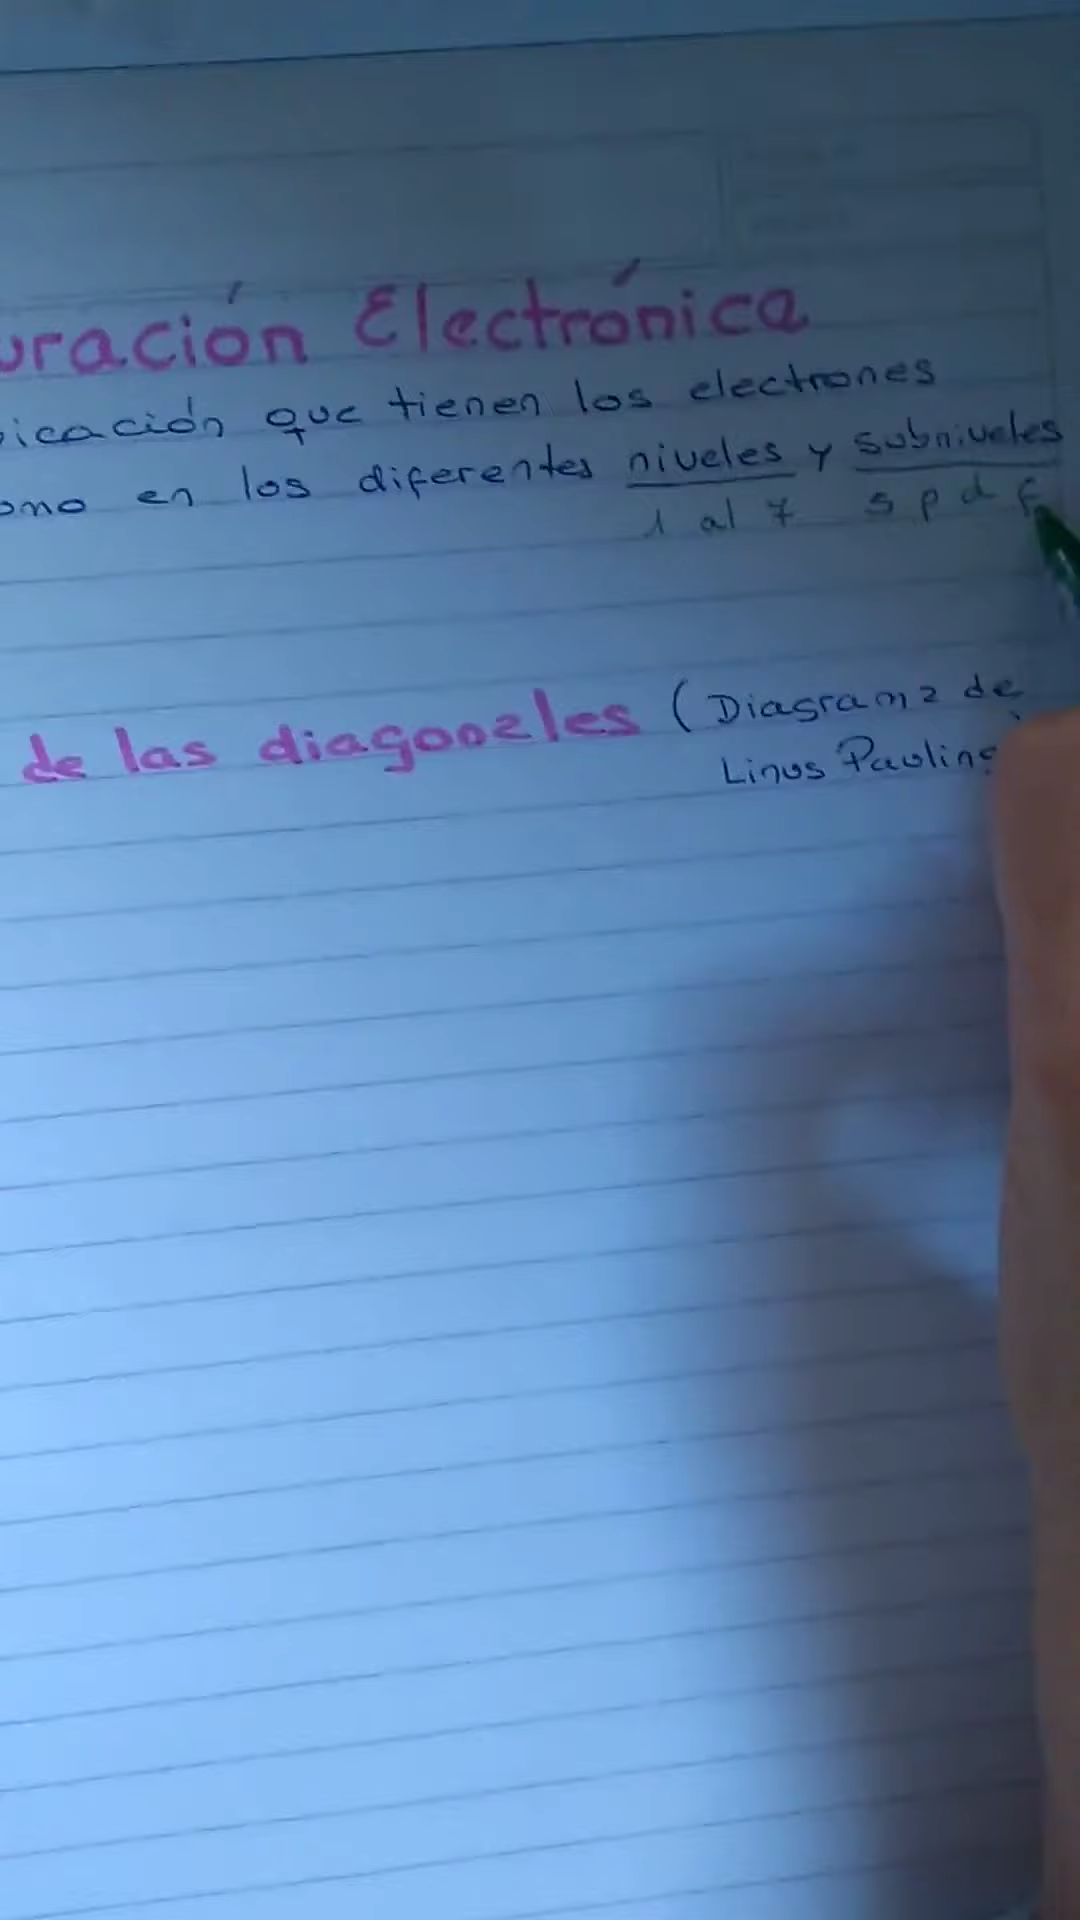 uración Electrónica
icación que tienen los electrones
omo en los diferentes niveles y subniveles
1 al 7 s p d f
de las diagonales (Diagrama de
Linus Pauling